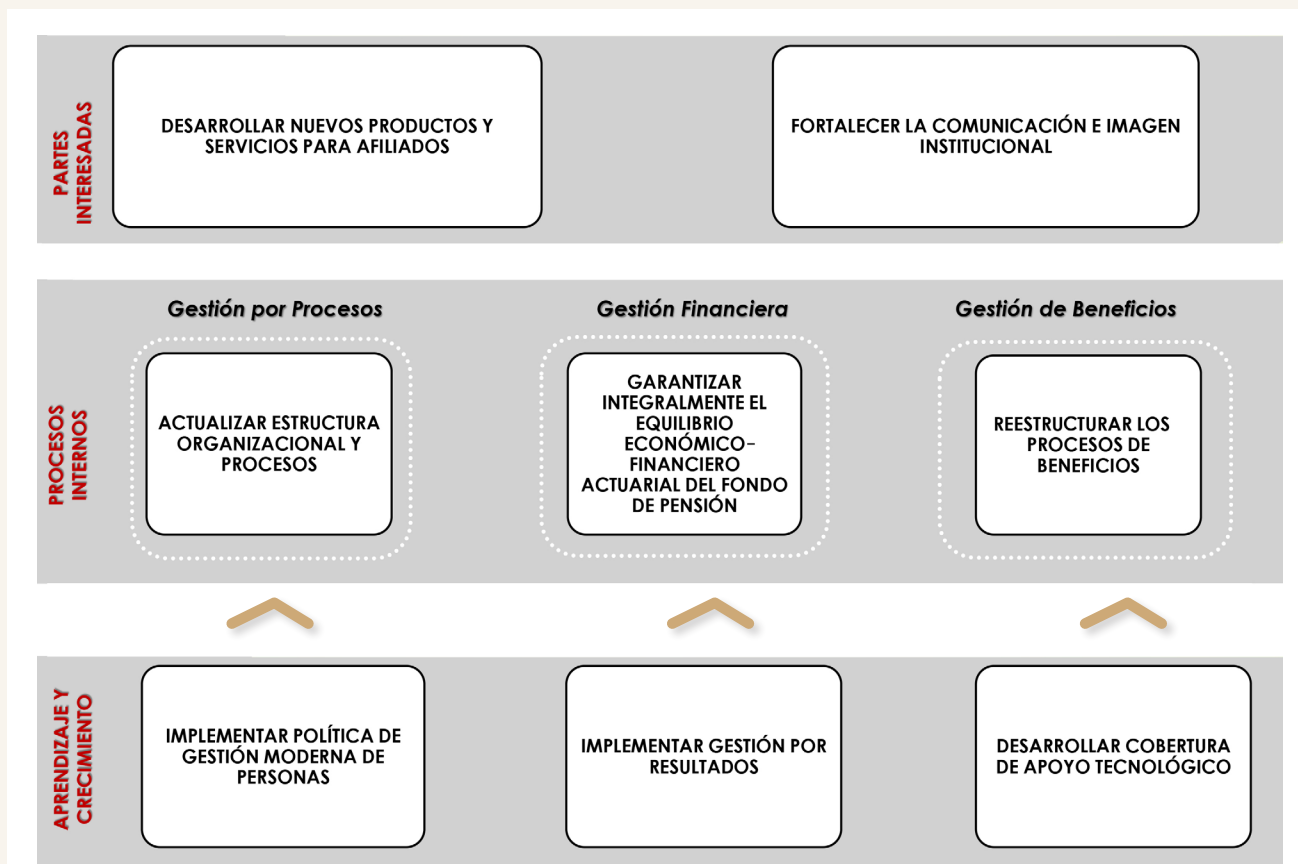 PARTES
INTERESADAS
DESARROLLAR NUEVOS PRODUCTOS Y
SERVICIOS PARA AFILIADOS
FORTALECER LA COMUNICACIÓN E IMAGEN
INSTITUCIONAL
PROCESOS
INTERNOS
Gestión por Procesos
ACTUALIZAR ESTRUCTURA
ORGANIZACIONAL Y
PROCESOS
Gestión Financiera
GARANTIZAR
INTEGRALMENTE EL
EQUILIBRIO
ECONÓMICO–
FINANCIERO
ACTUARIAL DEL FONDO
DE PENSIÓN
Gestión de Beneficios
REESTRUCTURAR LOS
PROCESOS DE
BENEFICIOS
APRENDIZAJE Y
CRECIMIENTO
IMPLEMENTAR POLÍTICA DE
GESTIÓN MODERNA DE
PERSONAS
IMPLEMENTAR GESTIÓN POR
RESULTADOS
DESARROLLAR COBERTURA
DE APOYO TECNOLÓGICO